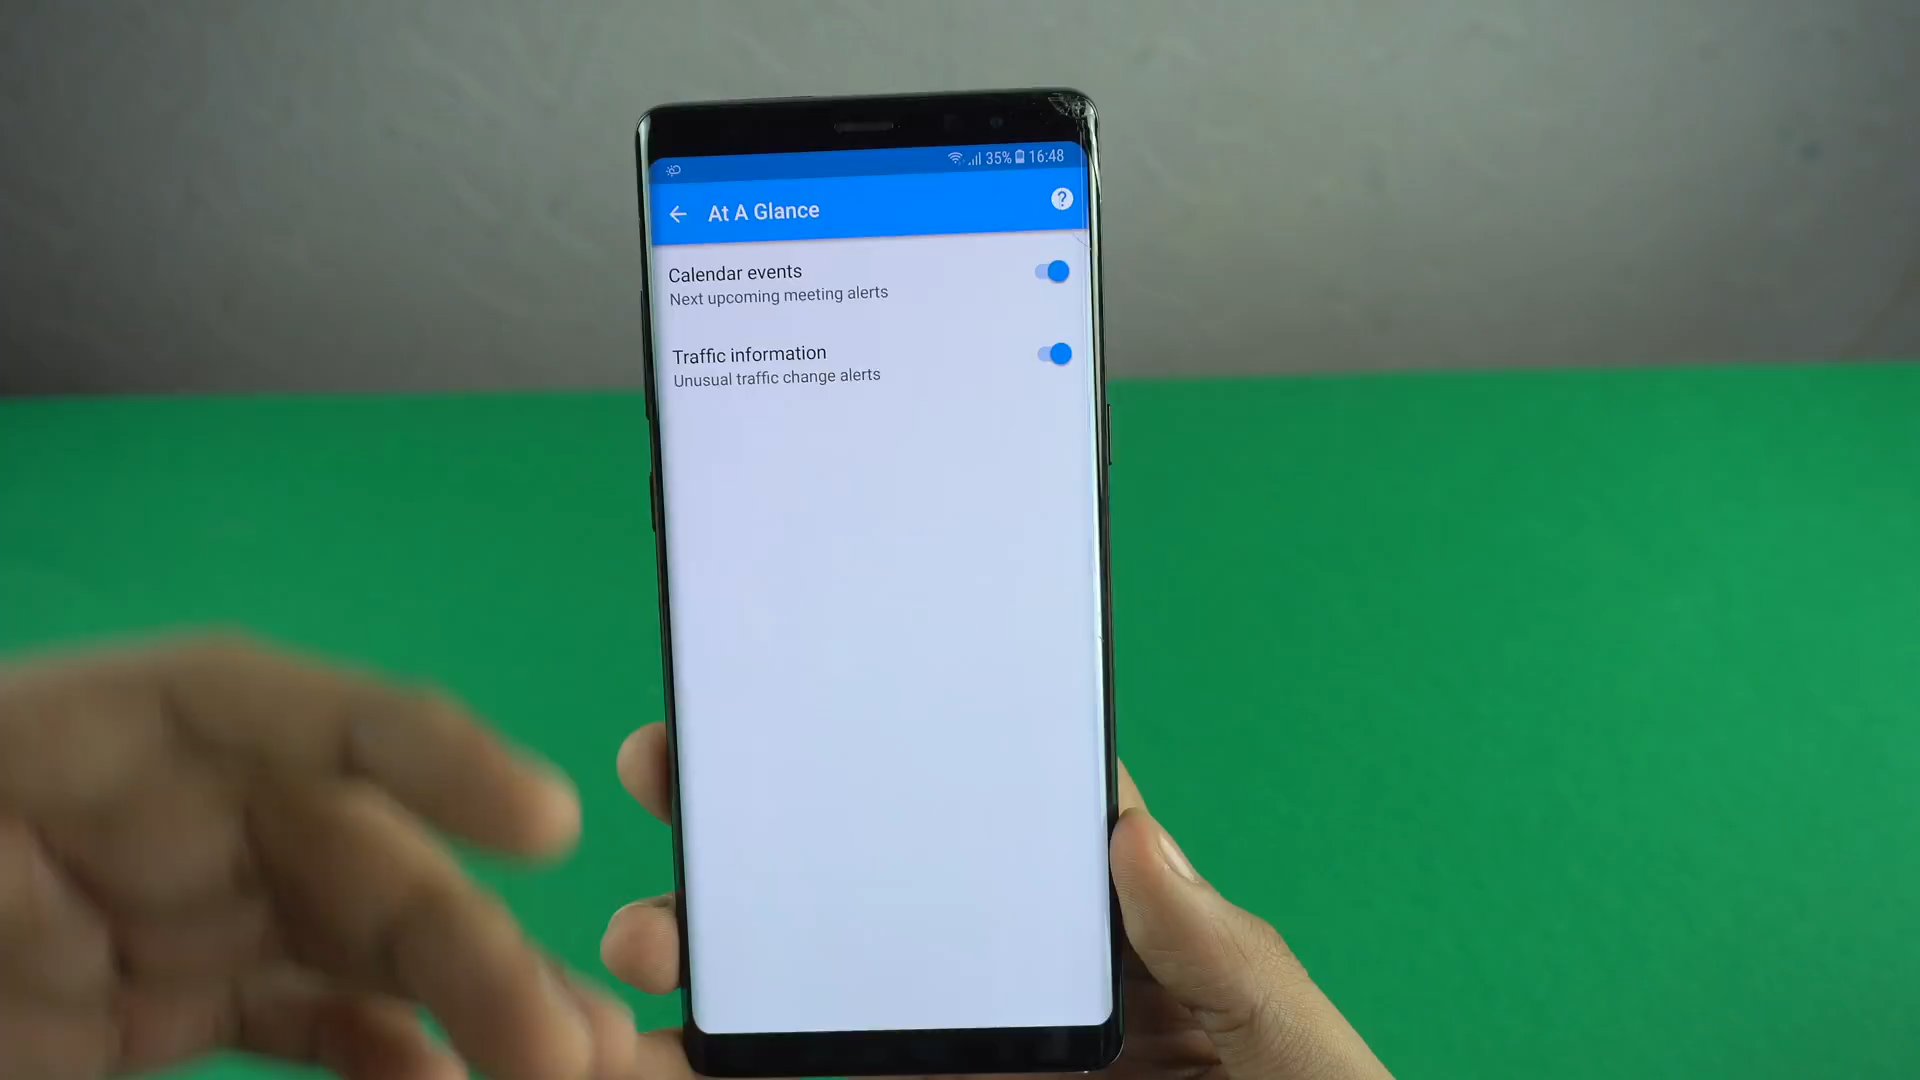 35% 16:48
At A Glance
?
Calendar events
Next upcoming meeting alerts
Traffic information
Unusual traffic change alerts